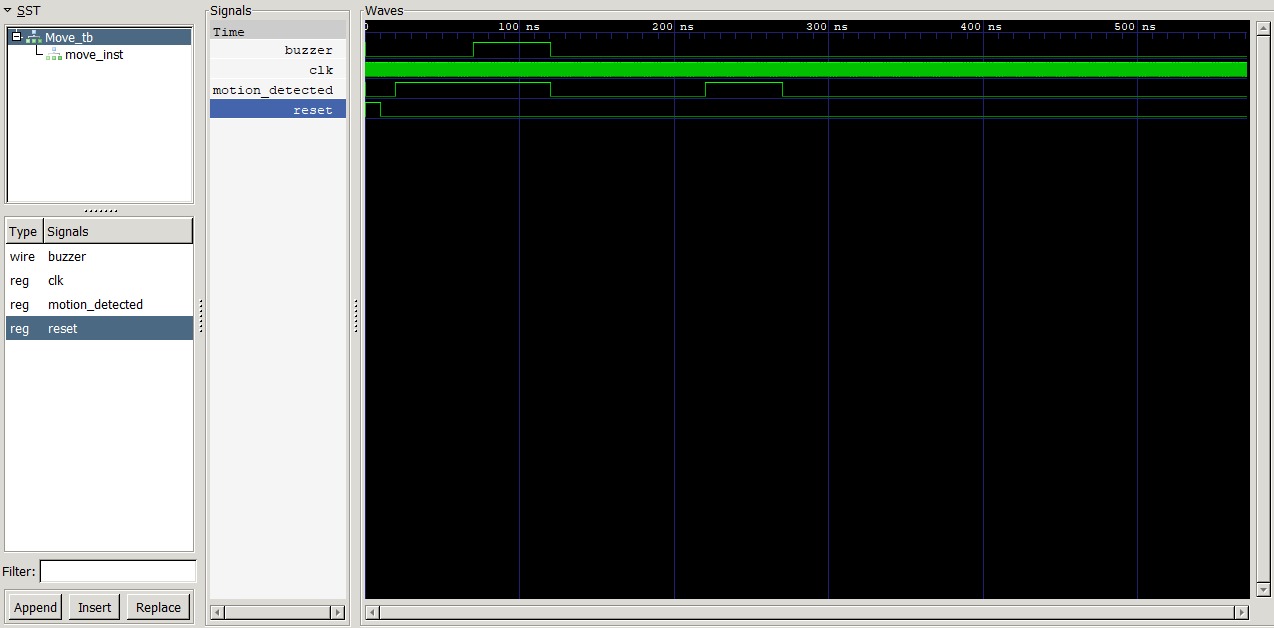 SST
Move_tb
move_inst
Type Signals
wire buzzer
reg clk
reg motion_detected
reg reset
Filter:
Append Insert Replace
Signals
Time
buzzer
clk
motion_detected
reset
Waves
0 100 ns 200 ns 300 ns 400 ns 500 ns